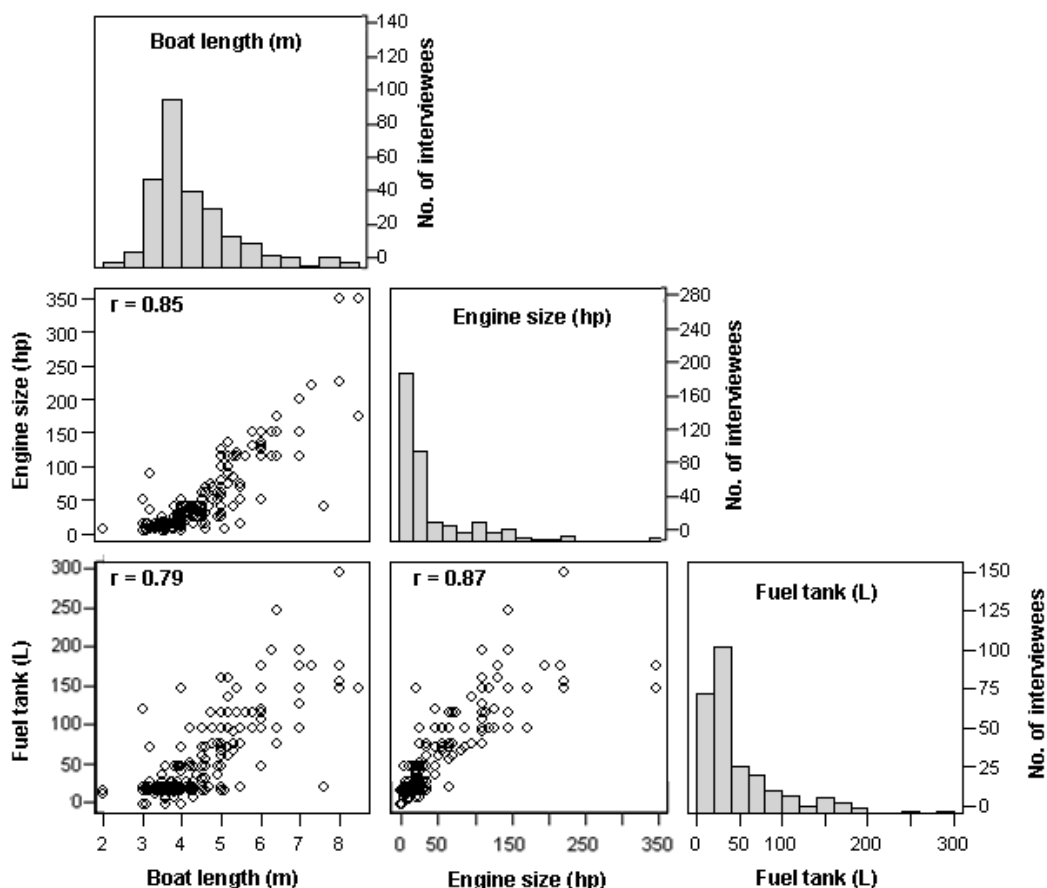 Boat length (m)
140
120
100
80
60
40
20
0
No. of interviewees
r = 0.85
350
300
250
200
150
100
50
0
Engine size (hp)
Engine size (hp)
280
240
200
160
120
80
40
0
No. of interviewees
r = 0.79
300
250
200
150
100
50
0
Fuel tank (L)
2 3 4 5 6 7 8
Boat length (m)
r = 0.87
0 50 150 250 350
Engine size (hp)
Fuel tank (L)
150
125
100
75
50
25
0
No. of interviewees
0 50 100 200 300
Fuel tank (L)